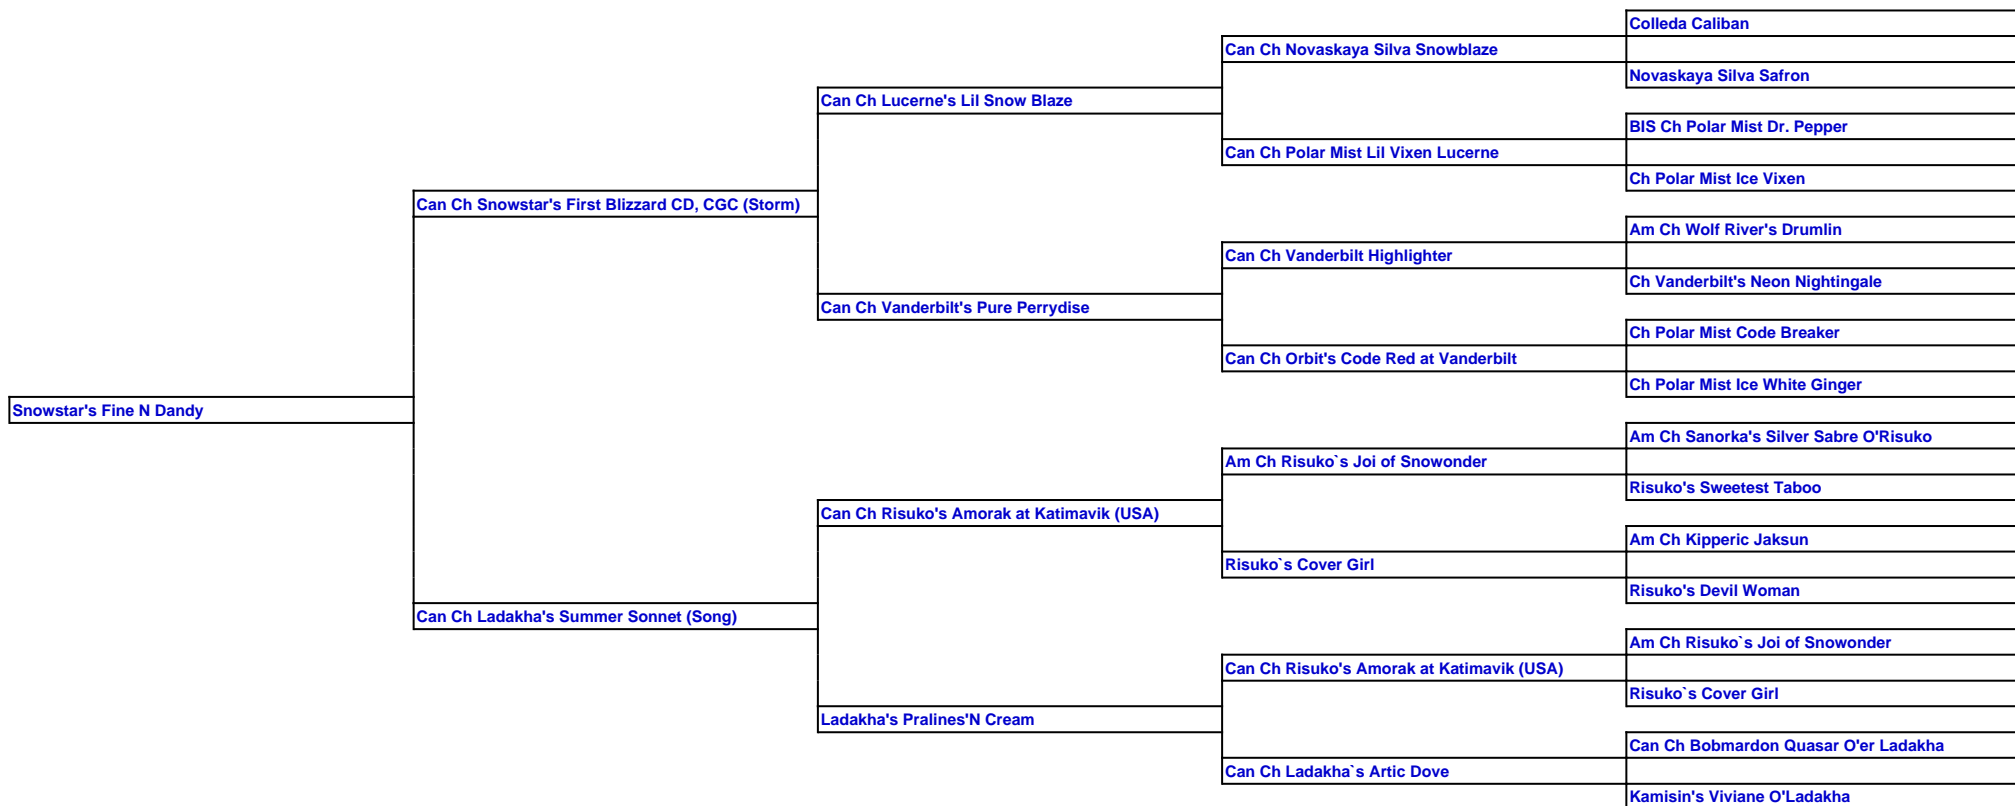 Colleda Caliban
Can Ch Novaskaya Silva Snowblaze
Novaskaya Silva Safron
Can Ch Lucerne's Lil Snow Blaze
BIS Ch Polar Mist Dr. Pepper
Can Ch Polar Mist Lil Vixen Lucerne
Ch Polar Mist Ice Vixen
Can Ch Snowstar's First Blizzard CD, CGC (Storm)
Am Ch Wolf River's Drumlin
Can Ch Vanderbilt Highlighter
Ch Vanderbilt's Neon Nightingale
Can Ch Vanderbilt's Pure Perrydise
Ch Polar Mist Code Breaker
Can Ch Orbit's Code Red at Vanderbilt
Ch Polar Mist Ice White Ginger
Snowstar's Fine N Dandy
Am Ch Sanorka's Silver Sabre O'Risuko
Am Ch Risuko`s Joi of Snowonder
Risuko's Sweetest Taboo
Can Ch Risuko's Amorak at Katimavik (USA)
Am Ch Kipperic Jaksun
Risuko`s Cover Girl
Risuko's Devil Woman
Can Ch Ladakha's Summer Sonnet (Song)
Am Ch Risuko`s Joi of Snowonder
Can Ch Risuko's Amorak at Katimavik (USA)
Risuko`s Cover Girl
Ladakha's Pralines'N Cream
Can Ch Bobmardon Quasar O'er Ladakha
Can Ch Ladakha`s Artic Dove
Kamisin's Viviane O'Ladakha